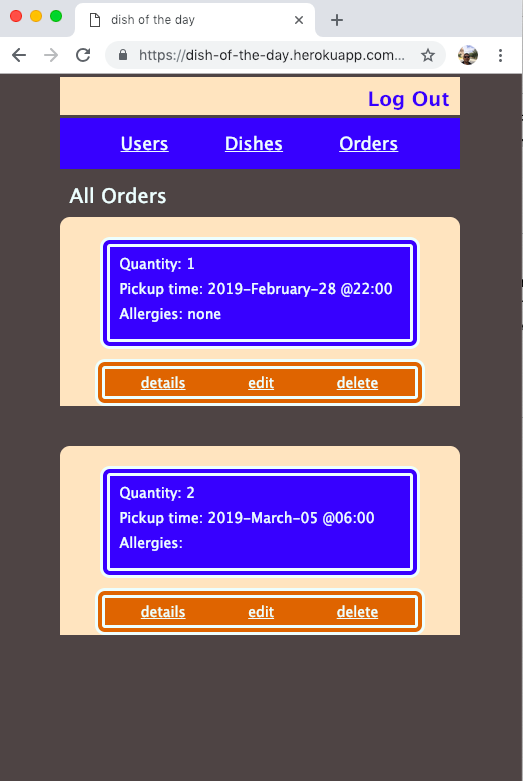 dish of the day
https://dish-of-the-day.herokuapp.com...
Log Out
Users Dishes Orders
All Orders
Quantity: 1
Pickup time: 2019-February-28 @22:00
Allergies: none
details edit delete
Quantity: 2
Pickup time: 2019-March-05 @06:00
Allergies:
details edit delete